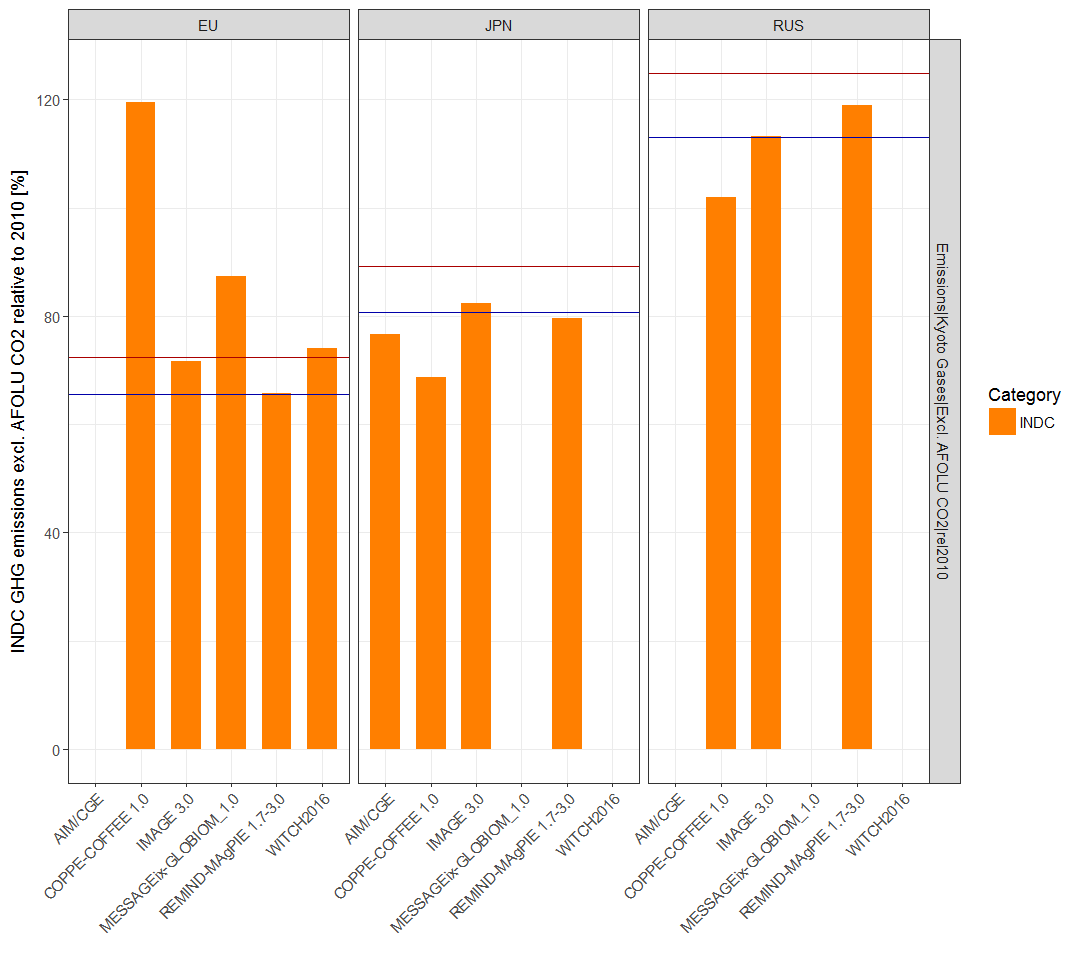 EU
JPN
RUS
INDC GHG emissions excl. AFOLU CO2 relative to 2010 [%]
120
80
40
0
Emissions|Kyoto Gases|Excl. AFOLU CO2|rel2010
Category
INDC
AIM/CGE
COPPE-COFFEE 1.0
IMAGE 3.0
MESSAGEix-GLOBIOM_1.0
REMIND-MAgPIE 1.7-3.0
WITCH2016
AIM/CGE
COPPE-COFFEE 1.0
IMAGE 3.0
MESSAGEix-GLOBIOM_1.0
REMIND-MAgPIE 1.7-3.0
WITCH2016
AIM/CGE
COPPE-COFFEE 1.0
IMAGE 3.0
MESSAGEix-GLOBIOM_1.0
REMIND-MAgPIE 1.7-3.0
WITCH2016